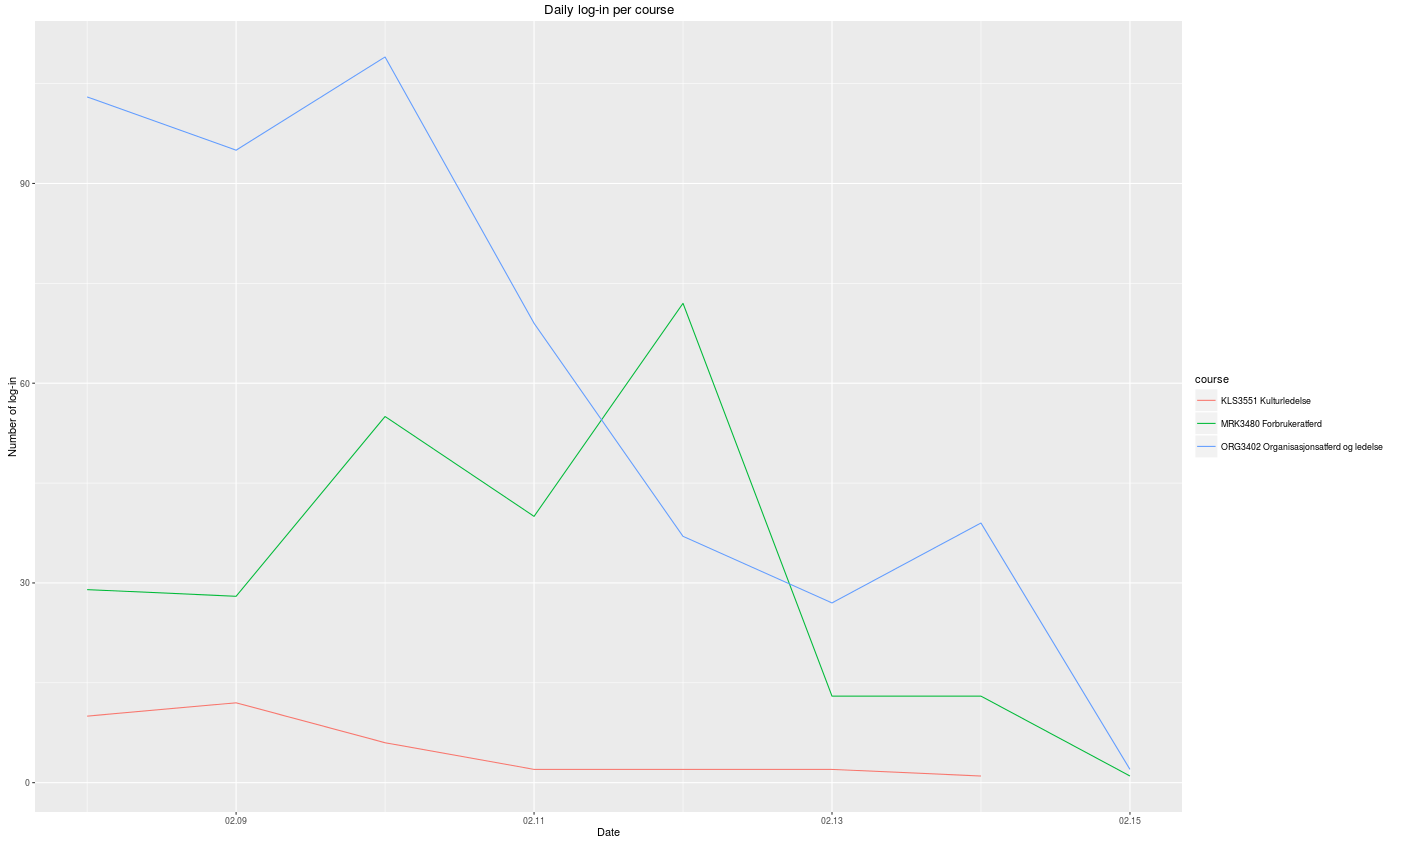 Daily log-in per course
Number of log-in
90
60
30
0
02.09
02.11
02.13
02.15
Date
course
KLS3551 Kulturledelse
MRK3480 Forbrukeratferd
ORG3402 Organisasjonsatferd og ledelse